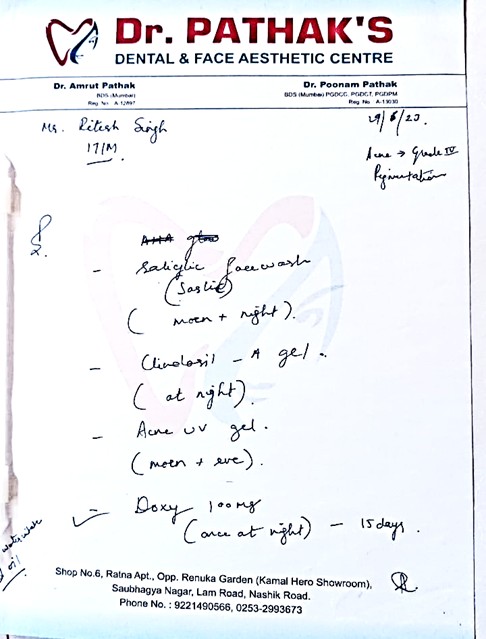 Dr. PATHAK'S
DENTAL & FACE AESTHETIC CENTRE
Dr. Amrut Pathak
BDS (Mumbai)
Reg. No. A-12897
Dr. Poonam Pathak
BDS (Mumbai) PGDCC, PGDCT, PGDPM
Reg. No. A-13030
Ms. Ritesh Singh
17/M
29/6/23.
Acne → Grade IV
Pigmentation
AHA
- Saliylic facewash
(Saslic)
(morn + night).
- Clindasil - A gel.
(at night).
- Acne UV gel.
(morn + eve).
- Doxy 100mg
(once at night) - 15 days.
oil
Shop No.6, Ratna Apt., Opp. Renuka Garden (Kamal Hero Showroom),
Saubhagya Nagar, Lam Road, Nashik Road.
Phone No. : 9221490566, 0253-2993673